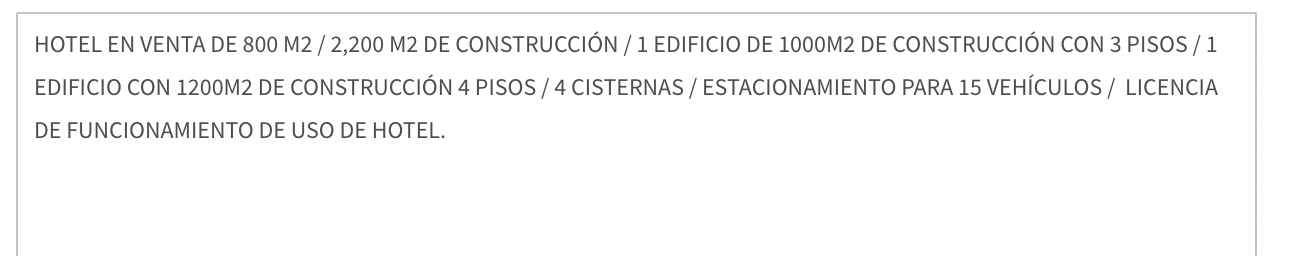 HOTEL EN VENTA DE 800 M2 / 2,200 M2 DE CONSTRUCCIÓN / 1 EDIFICIO DE 1000M2 DE CONSTRUCCIÓN CON 3 PISOS / 1
EDIFICIO CON 1200M2 DE CONSTRUCCIÓN 4 PISOS / 4 CISTERNAS / ESTACIONAMIENTO PARA 15 VEHÍCULOS /  LICENCIA
DE FUNCIONAMIENTO DE USO DE HOTEL.